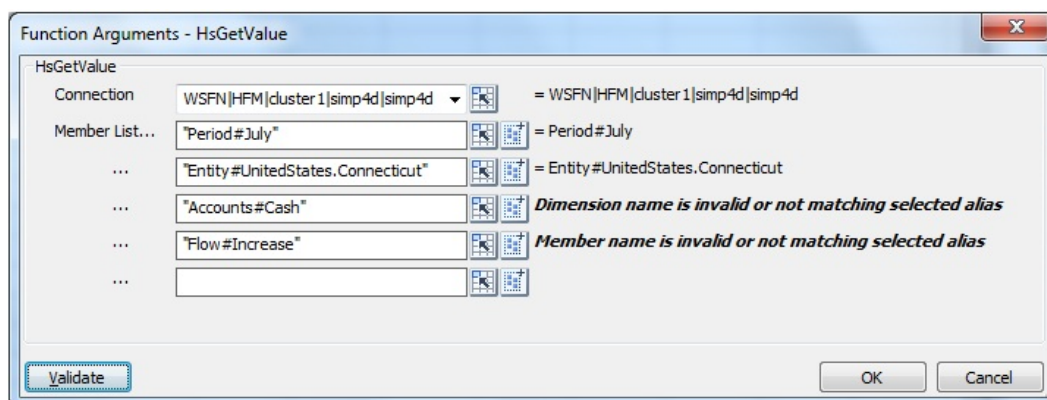 Function Arguments - HsGetValue
HsGetValue
Connection WSFN|HFM|cluster1|simp4d|simp4d = WSFN|HFM|cluster1|simp4d|simp4d
Member List... "Period#July" = Period#July
... "Entity#UnitedStates.Connecticut" = Entity#UnitedStates.Connecticut
... "Accounts#Cash" Dimension name is invalid or not matching selected alias
... "Flow#Increase" Member name is invalid or not matching selected alias
...
Validate OK Cancel